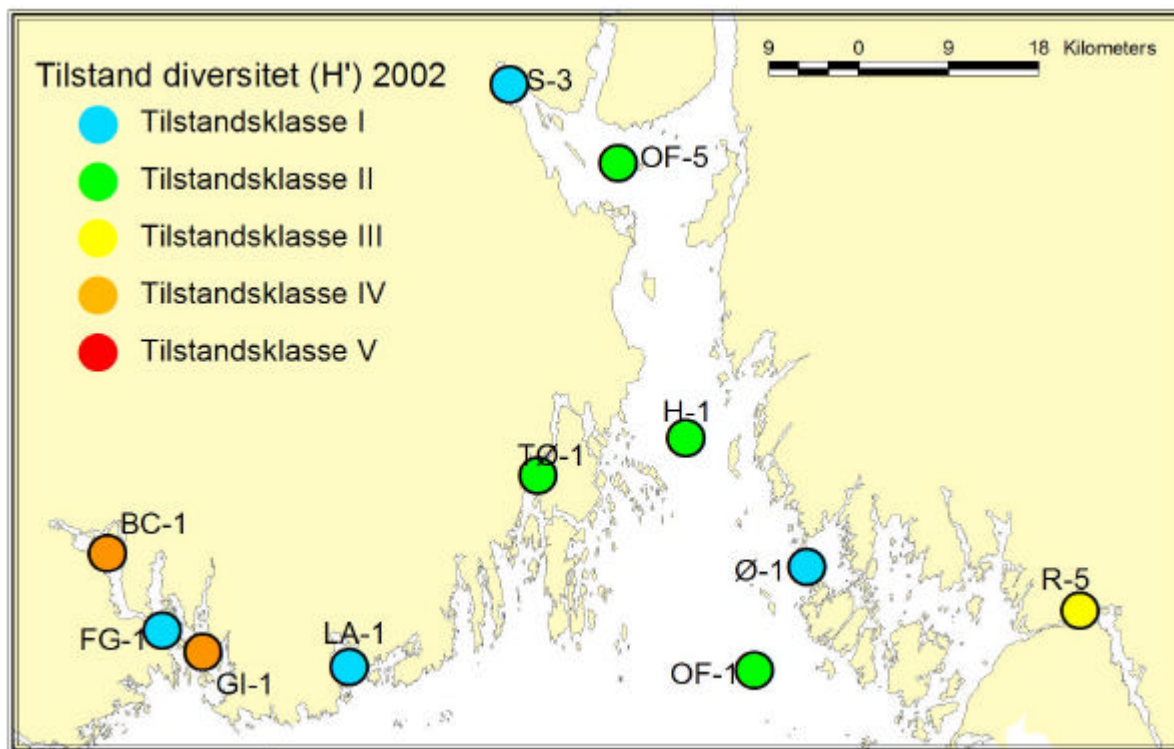 9 0 9 18 Kilometers
Tilstand diversitet (H') 2002
Tilstandsklasse I
Tilstandsklasse II
Tilstandsklasse III
Tilstandsklasse IV
Tilstandsklasse V
S-3
OF-5
H-1
TØ-1
BC-1
Ø-1
R-5
FG-1
LA-1
GI-1
OF-1